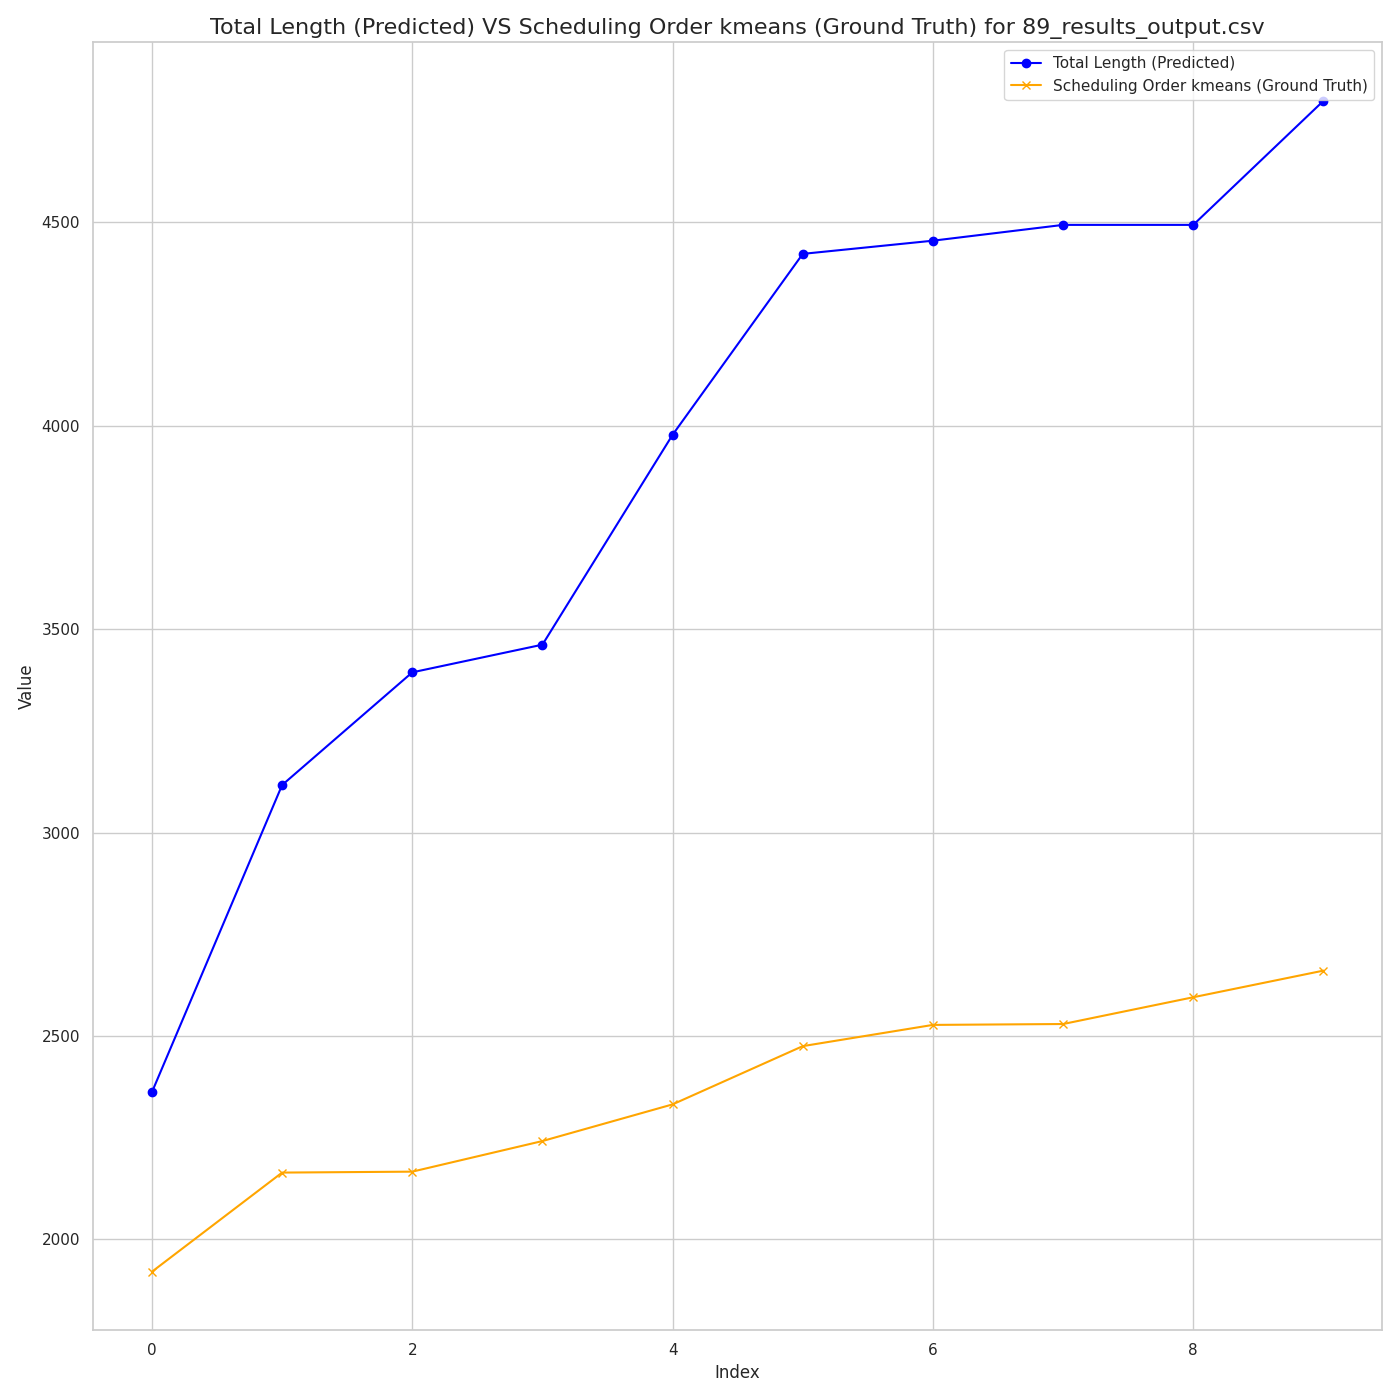 Total Length (Predicted) VS Scheduling Order kmeans (Ground Truth) for 89_results_output.csv
Total Length (Predicted)
Scheduling Order kmeans (Ground Truth)
Value
4500
4000
3500
3000
2500
2000
0 2 4 6 8
Index